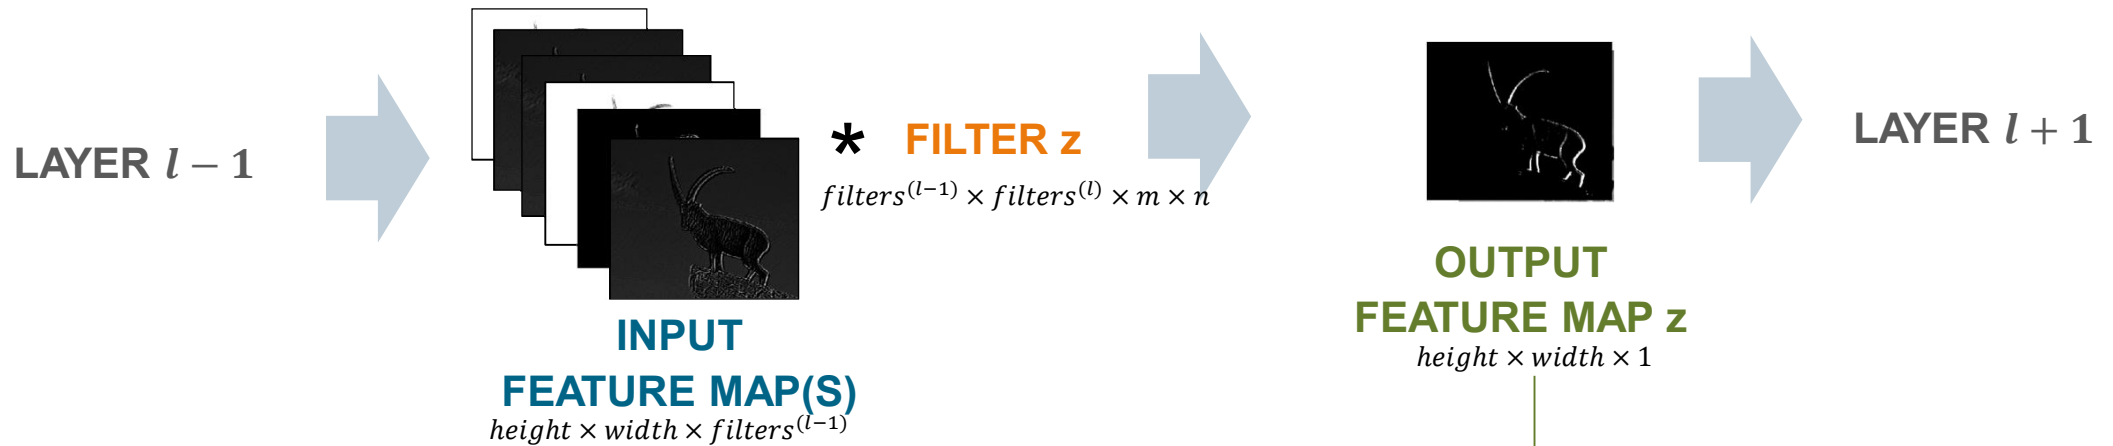 LAYER l − 1
* FILTER z
filters^(l−1) × filters^(l) × m × n
INPUT
FEATURE MAP(S)
height × width × filters^(l−1)
OUTPUT
FEATURE MAP z
height × width × 1
LAYER l + 1